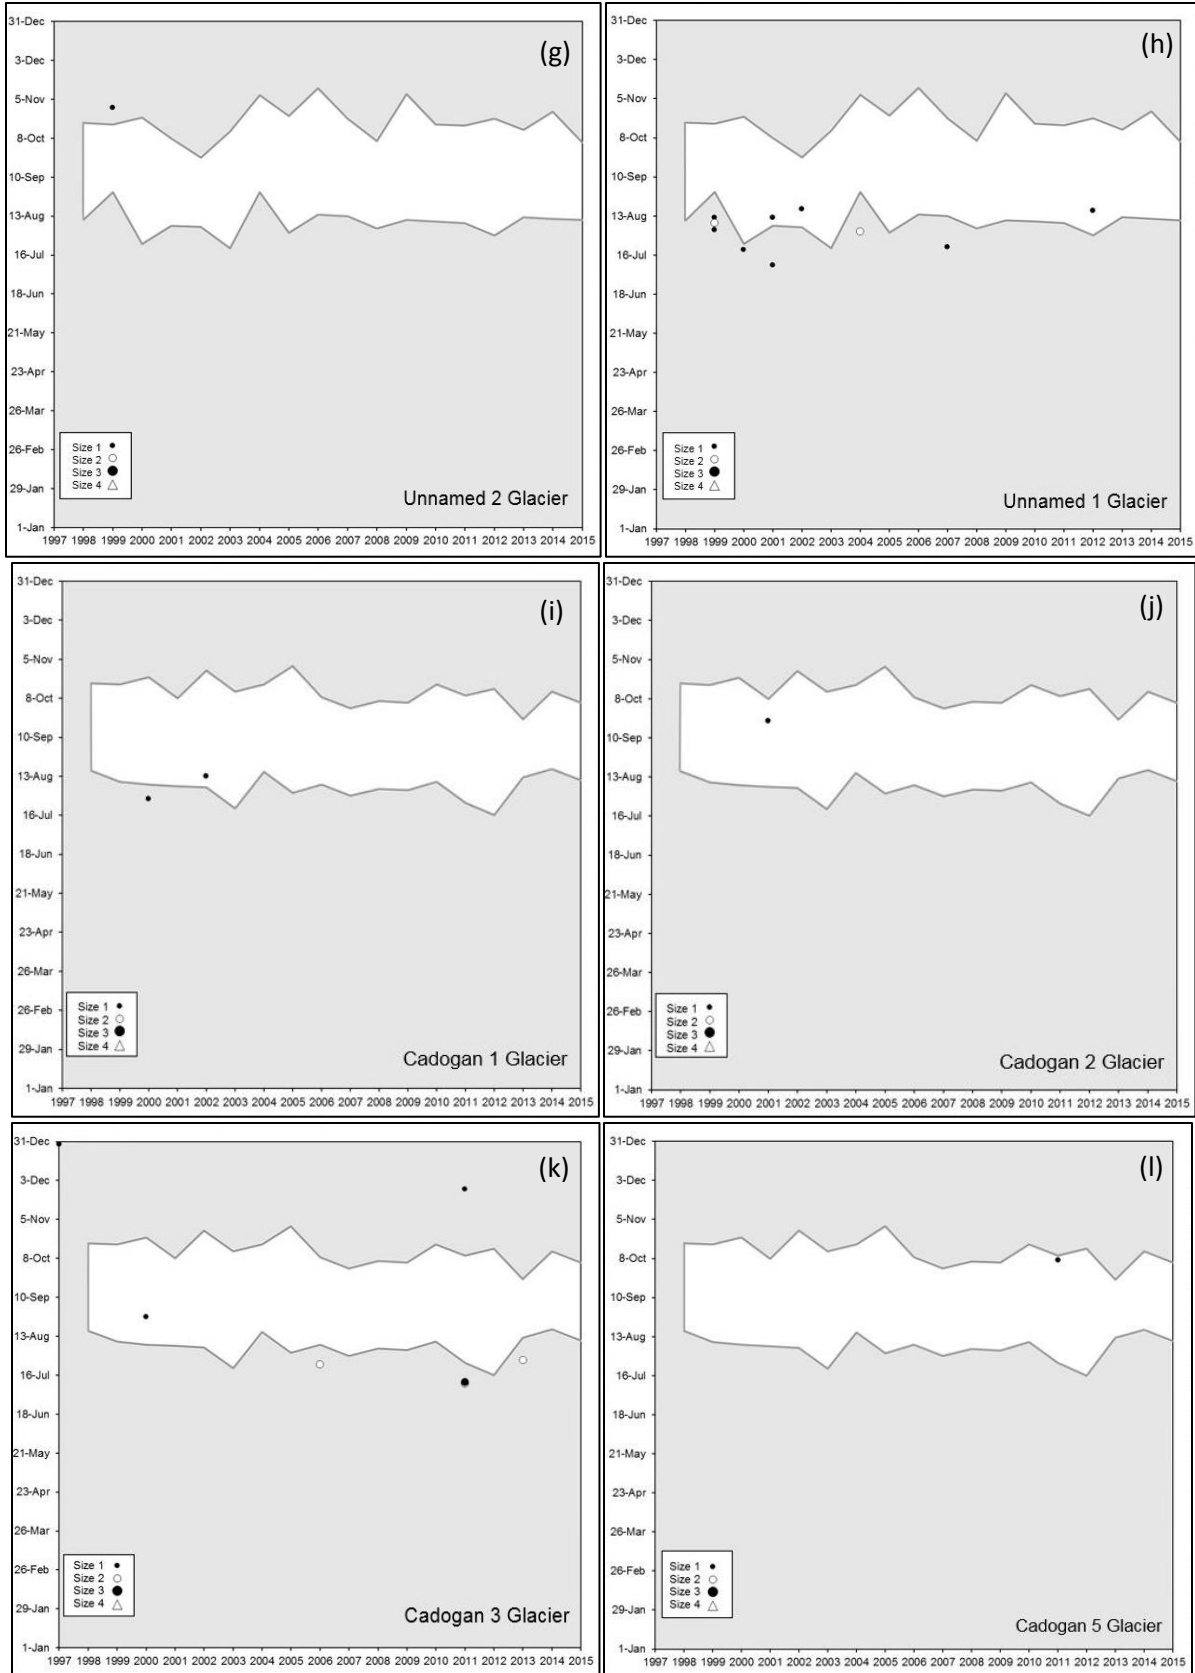 (g)
31-Dec
3-Dec
5-Nov
8-Oct
10-Sep
13-Aug
16-Jul
18-Jun
21-May
23-Apr
26-Mar
26-Feb
29-Jan
1-Jan
Size 1
Size 2
Size 3
Size 4
Unnamed 2 Glacier
1997 1998 1999 2000 2001 2002 2003 2004 2005 2006 2007 2008 2009 2010 2011 2012 2013 2014 2015
(h)
31-Dec
3-Dec
5-Nov
8-Oct
10-Sep
13-Aug
16-Jul
18-Jun
21-May
23-Apr
26-Mar
26-Feb
29-Jan
1-Jan
Size 1
Size 2
Size 3
Size 4
Unnamed 1 Glacier
1997 1998 1999 2000 2001 2002 2003 2004 2005 2006 2007 2008 2009 2010 2011 2012 2013 2014 2015
(i)
31-Dec
3-Dec
5-Nov
8-Oct
10-Sep
13-Aug
16-Jul
18-Jun
21-May
23-Apr
26-Mar
26-Feb
29-Jan
1-Jan
Size 1
Size 2
Size 3
Size 4
Cadogan 1 Glacier
1997 1998 1999 2000 2001 2002 2003 2004 2005 2006 2007 2008 2009 2010 2011 2012 2013 2014 2015
(j)
31-Dec
3-Dec
5-Nov
8-Oct
10-Sep
13-Aug
16-Jul
18-Jun
21-May
23-Apr
26-Mar
26-Feb
29-Jan
1-Jan
Size 1
Size 2
Size 3
Size 4
Cadogan 2 Glacier
1997 1998 1999 2000 2001 2002 2003 2004 2005 2006 2007 2008 2009 2010 2011 2012 2013 2014 2015
(k)
31-Dec
3-Dec
5-Nov
8-Oct
10-Sep
13-Aug
16-Jul
18-Jun
21-May
23-Apr
26-Mar
26-Feb
29-Jan
1-Jan
Size 1
Size 2
Size 3
Size 4
Cadogan 3 Glacier
1997 1998 1999 2000 2001 2002 2003 2004 2005 2006 2007 2008 2009 2010 2011 2012 2013 2014 2015
(l)
31-Dec
3-Dec
5-Nov
8-Oct
10-Sep
13-Aug
16-Jul
18-Jun
21-May
23-Apr
26-Mar
26-Feb
29-Jan
1-Jan
Size 1
Size 2
Size 3
Size 4
Cadogan 5 Glacier
1997 1998 1999 2000 2001 2002 2003 2004 2005 2006 2007 2008 2009 2010 2011 2012 2013 2014 2015